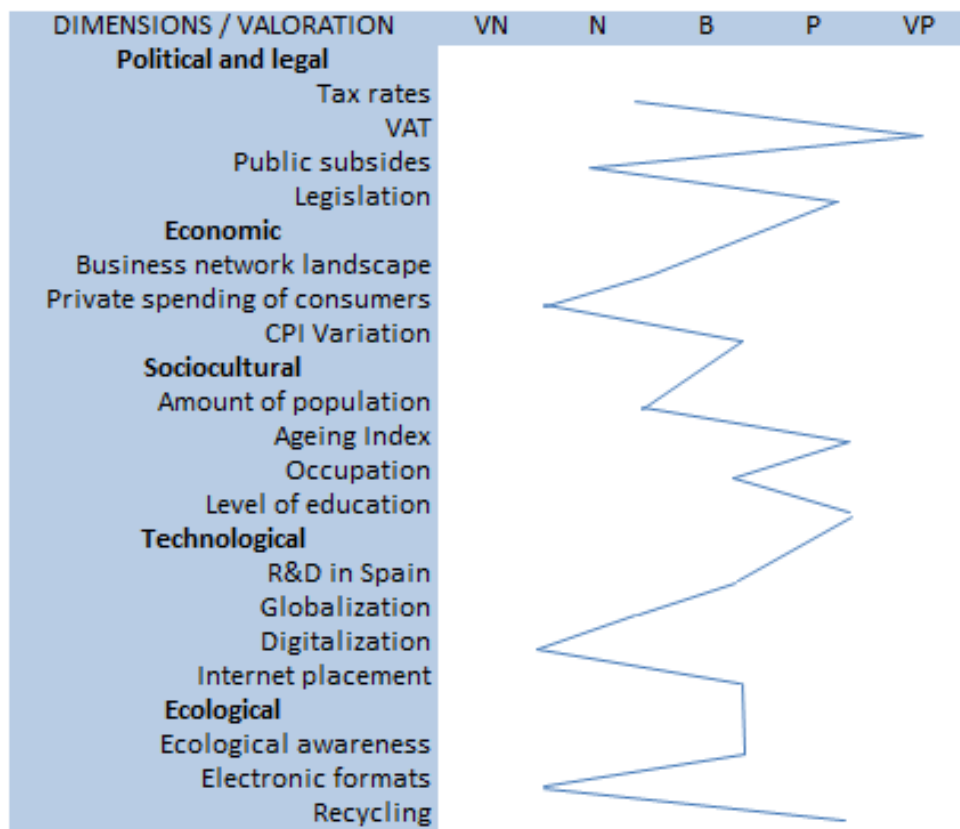 DIMENSIONS / VALORATION VN N B P VP
Political and legal
Tax rates
VAT
Public subsides
Legislation
Economic
Business network landscape
Private spending of consumers
CPI Variation
Sociocultural
Amount of population
Ageing Index
Occupation
Level of education
Technological
R&D in Spain
Globalization
Digitalization
Internet placement
Ecological
Ecological awareness
Electronic formats
Recycling